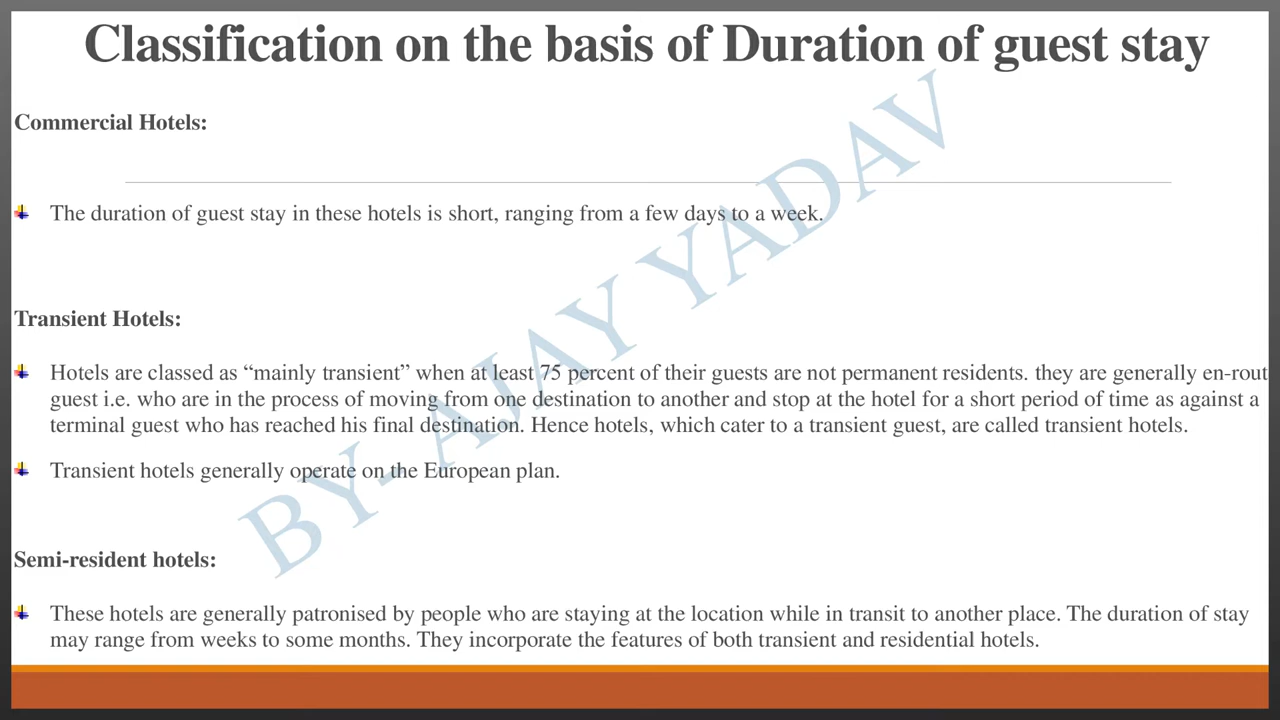 Classification on the basis of Duration of guest stay
Commercial Hotels:
The duration of guest stay in these hotels is short, ranging from a few days to a week.
Transient Hotels:
Hotels are classed as “mainly transient” when at least 75 percent of their guests are not permanent residents. they are generally en-rout
guest i.e. who are in the process of moving from one destination to another and stop at the hotel for a short period of time as against a
terminal guest who has reached his final destination. Hence hotels, which cater to a transient guest, are called transient hotels.
Transient hotels generally operate on the European plan.
Semi-resident hotels:
These hotels are generally patronised by people who are staying at the location while in transit to another place. The duration of stay
may range from weeks to some months. They incorporate the features of both transient and residential hotels.
BY- AJAY YADAV